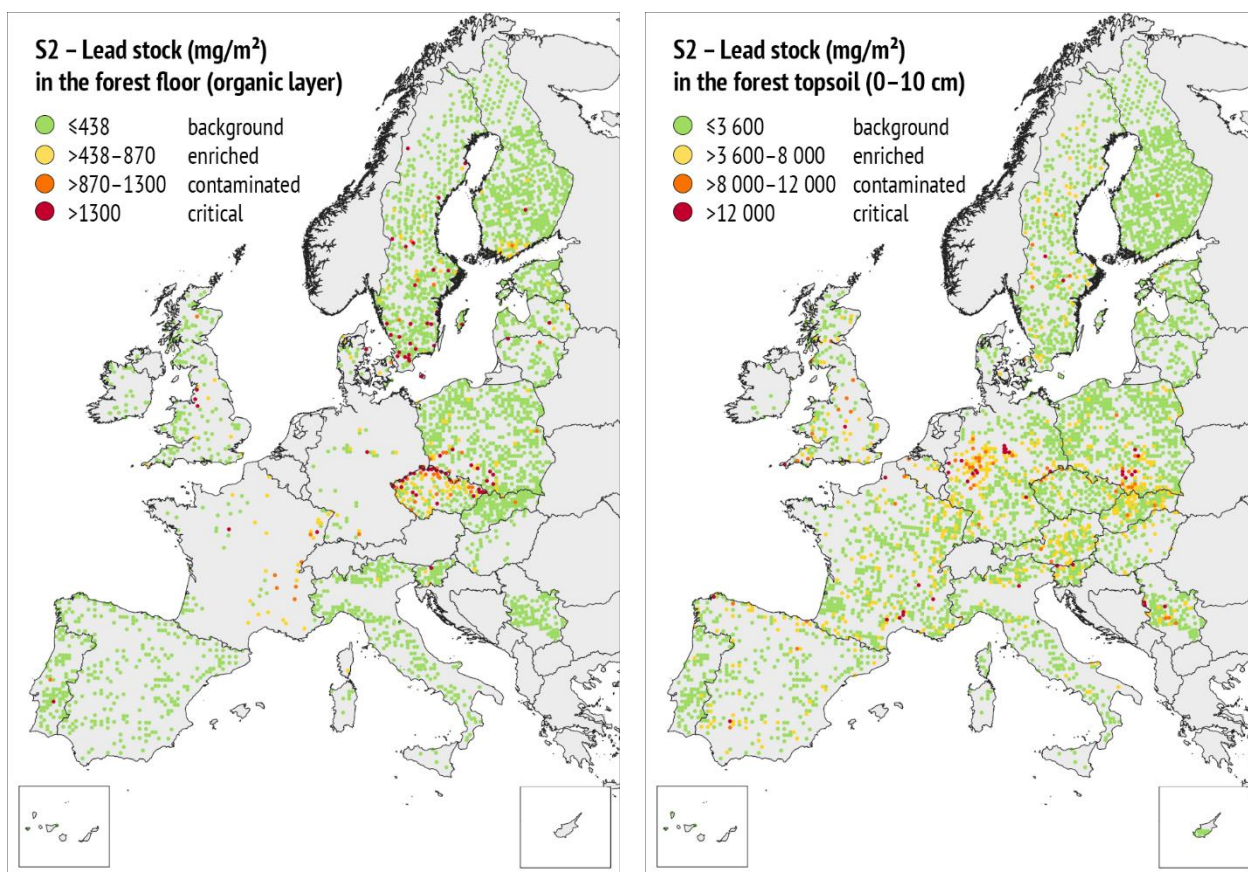 S2 – Lead stock (mg/m²)
in the forest floor (organic layer)
⩽438 background
>438–870 enriched
>870–1300 contaminated
>1300 critical
S2 – Lead stock (mg/m²)
in the forest topsoil (0–10 cm)
⩽3 600 background
>3 600–8 000 enriched
>8 000–12 000 contaminated
>12 000 critical